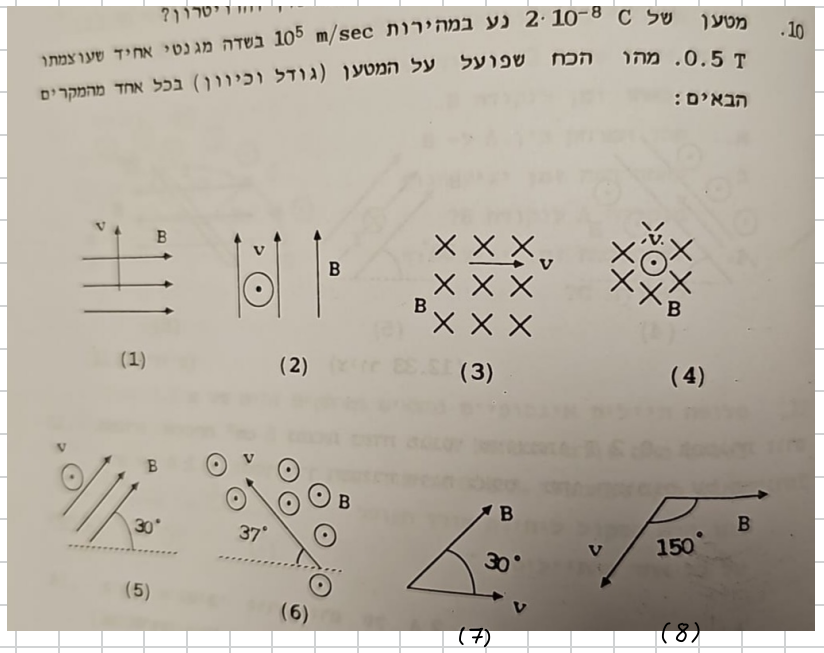 חוויטרון?
10. מטען של 2·10⁻⁸ C נע במהירות 10⁵ m/sec בשדה מגנטי אחיד שעוצמתו
0.5 T. מהו הכח שפועל על המטען (גודל וכיוון) בכל אחד מהמקרים
הבאים:
v B
v B
v B
v B
(1) (2) (3) (4)
v B 30°
v B 37°
B 30° v
B 150° v
(5) (6) (7) (8)